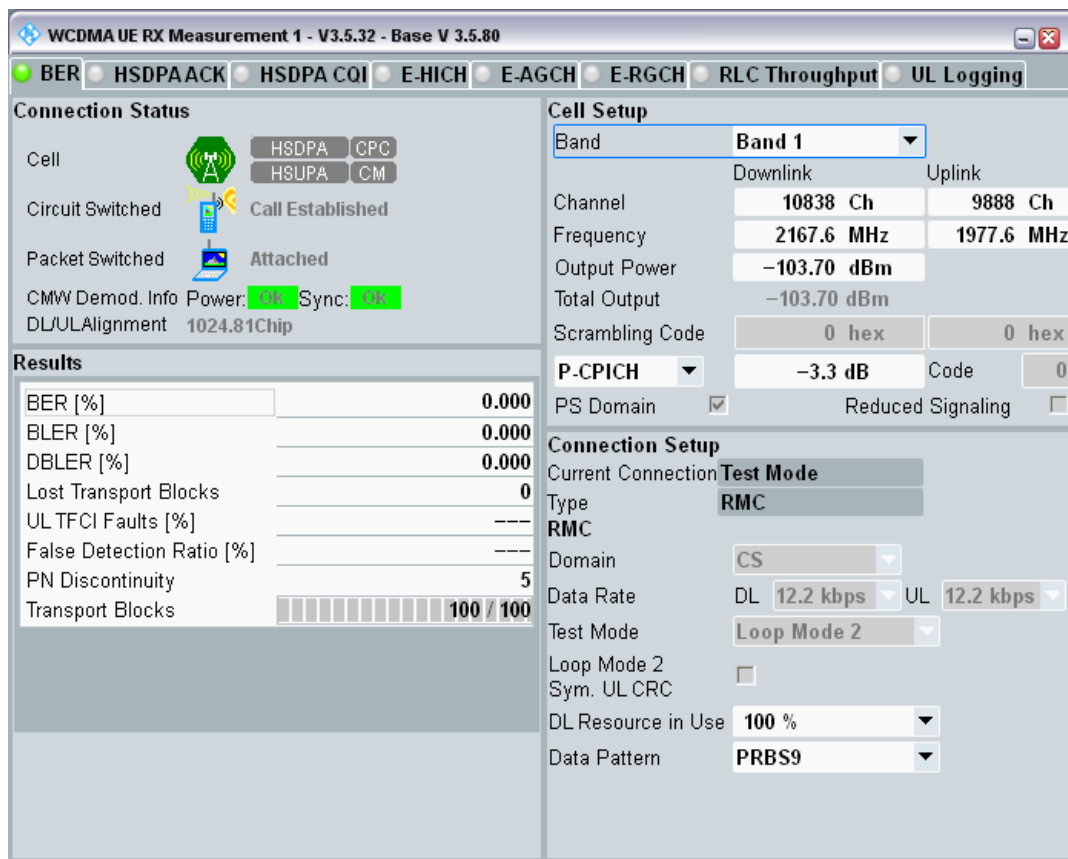 WCDMA UE RX Measurement 1 - V3.5.32 - Base V 3.5.80
BER HSDPA ACK HSDPA CQI E-HICH E-AGCH E-RGCH RLC Throughput UL Logging
Connection Status
Cell HSDPA CPC
HSUPA CM
Circuit Switched Call Established
Packet Switched Attached
CMW Demod. Info Power: Ok Sync: OK
DL/UL Alignment 1024.81Chip
Results
BER [%] 0.000
BLER [%] 0.000
DBLER [%] 0.000
Lost Transport Blocks 0
UL TFCI Faults [%] ---
False Detection Ratio [%] ---
PN Discontinuity 5
Transport Blocks 100 / 100
Cell Setup
Band Band 1
Downlink Uplink
Channel 10838 Ch 9888 Ch
Frequency 2167.6 MHz 1977.6 MHz
Output Power −103.70 dBm
Total Output −103.70 dBm
Scrambling Code 0 hex 0 hex
P-CPICH −3.3 dB Code 0
PS Domain Reduced Signaling
Connection Setup
Current Connection Test Mode
Type RMC
RMC
Domain CS
Data Rate DL 12.2 kbps UL 12.2 kbps
Test Mode Loop Mode 2
Loop Mode 2
Sym. UL CRC
DL Resource in Use 100 %
Data Pattern PRBS9